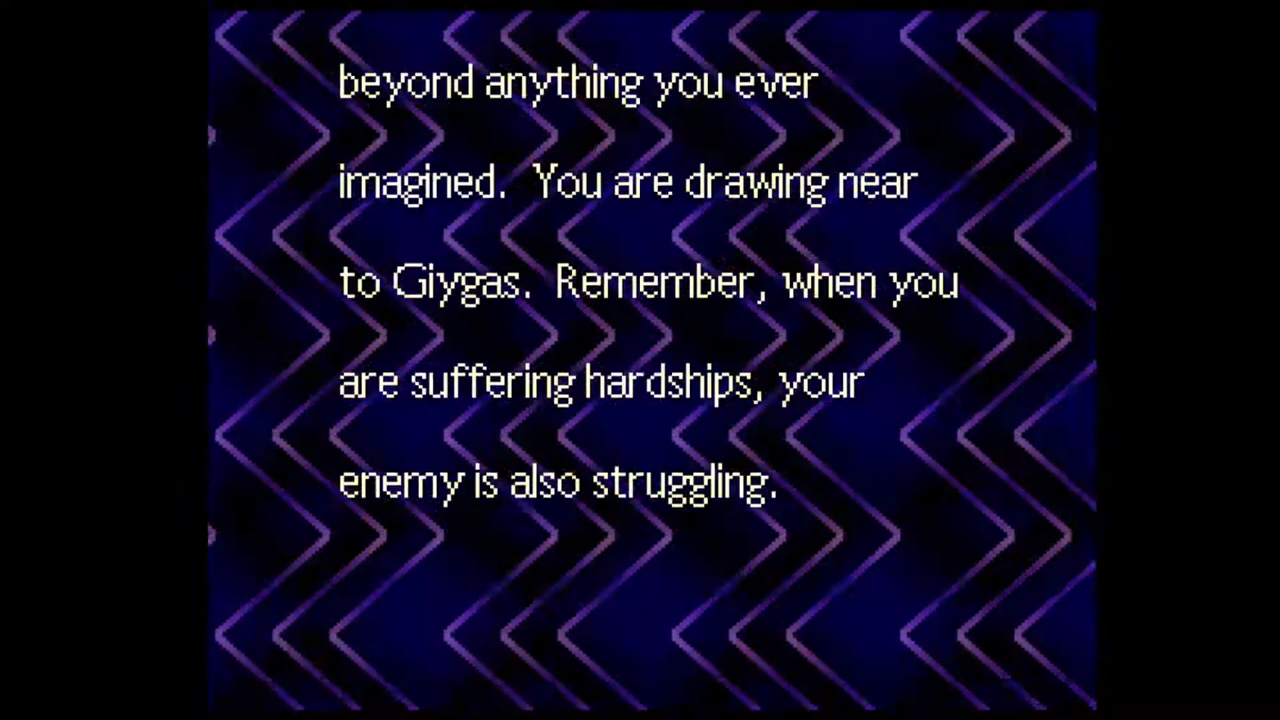 beyond anything you ever
imagined.  You are drawing near
to Giygas.  Remember, when you
are suffering hardships, your
enemy is also struggling.